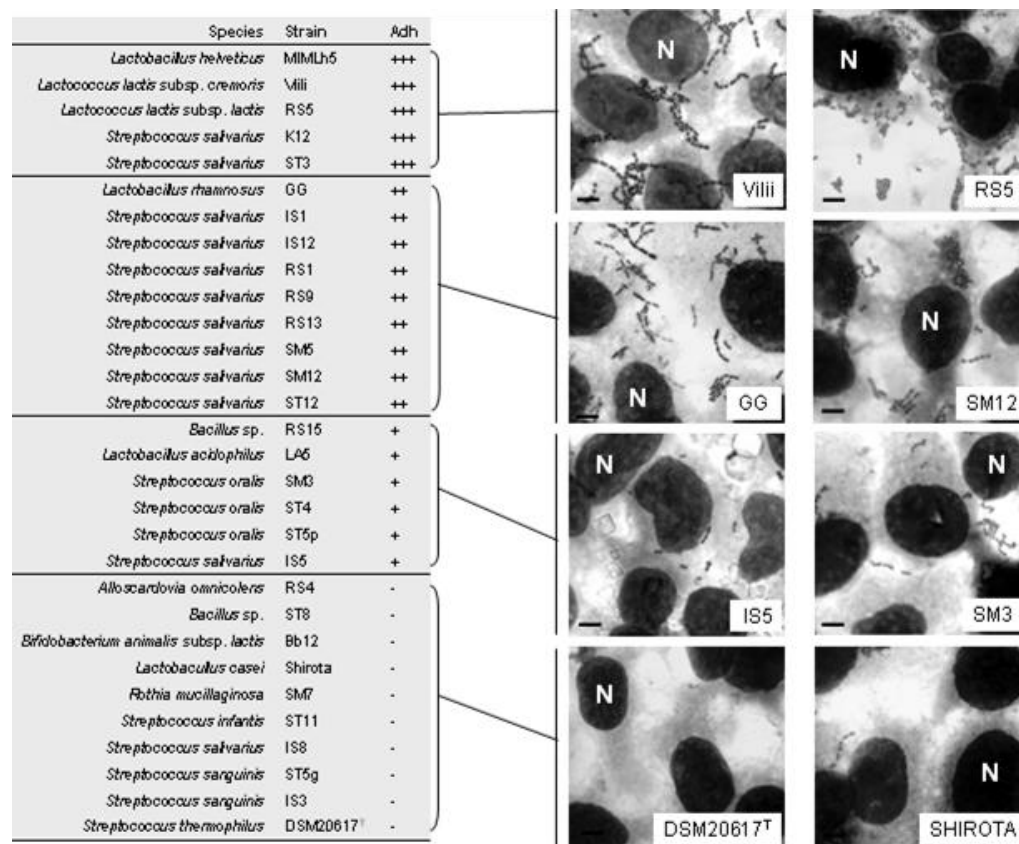 Species Strain Adh
Lactobacillus helveticus MIMLh5 +++
Lactococcus lactis subsp. cremoris Viili +++
Lactococcus lactis subsp. lactis RS5 +++
Streptococcus salivarius K12 +++
Streptococcus salivarius ST3 +++
Lactobacillus rhamnosus GG ++
Streptococcus salivarius IS1 ++
Streptococcus salivarius IS12 ++
Streptococcus salivarius RS1 ++
Streptococcus salivarius RS9 ++
Streptococcus salivarius RS13 ++
Streptococcus salivarius SM5 ++
Streptococcus salivarius SM12 ++
Streptococcus salivarius ST12 ++
Bacillus sp. RS15 +
Lactobacillus acidophilus LA5 +
Streptococcus oralis SM3 +
Streptococcus oralis ST4 +
Streptococcus oralis ST5p +
Streptococcus salivarius IS5 +
Alloscardovia omnicolens RS4 -
Bacillus sp. ST8 -
Bifidobacterium animalis subsp. lactis Bb12 -
Lactobacullus casei Shirota -
Rothia mucillaginosa SM7 -
Streptococcus infantis ST11 -
Streptococcus salivarius IS8 -
Streptococcus sanguinis ST5g -
Streptococcus sanguinis IS3 -
Streptococcus thermophilus DSM20617ᵀ -
N
Vilii
N
RS5
N
GG
N
SM12
N
IS5
N
SM3
N
DSM20617ᵀ
N
SHIROTA